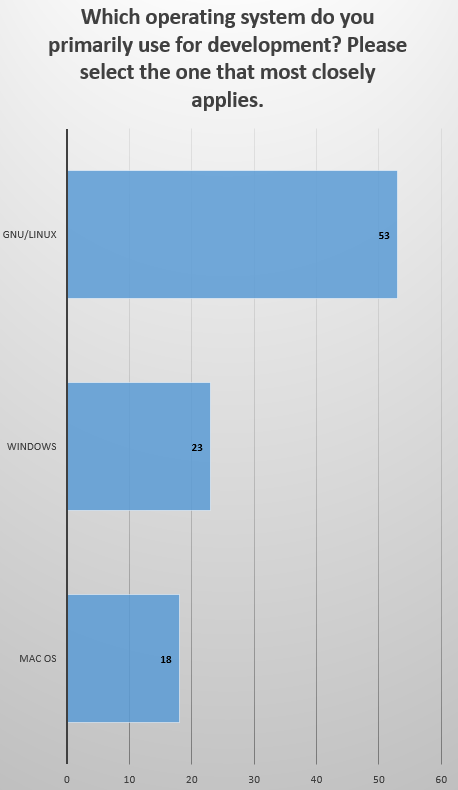 Which operating system do you
primarily use for development? Please
select the one that most closely
applies.
GNU/LINUX
53
WINDOWS
23
MAC OS
18
0 10 20 30 40 50 60